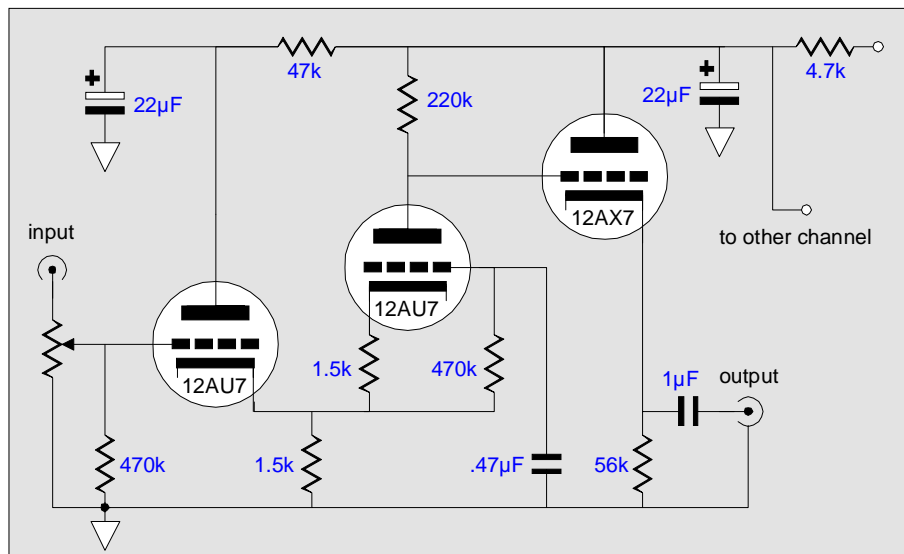 +
47k
+
4.7k
22µF
220k
22µF
12AX7
to other channel
input
12AU7
12AU7
1.5k
470k
1µF
output
470k
1.5k
.47µF
56k